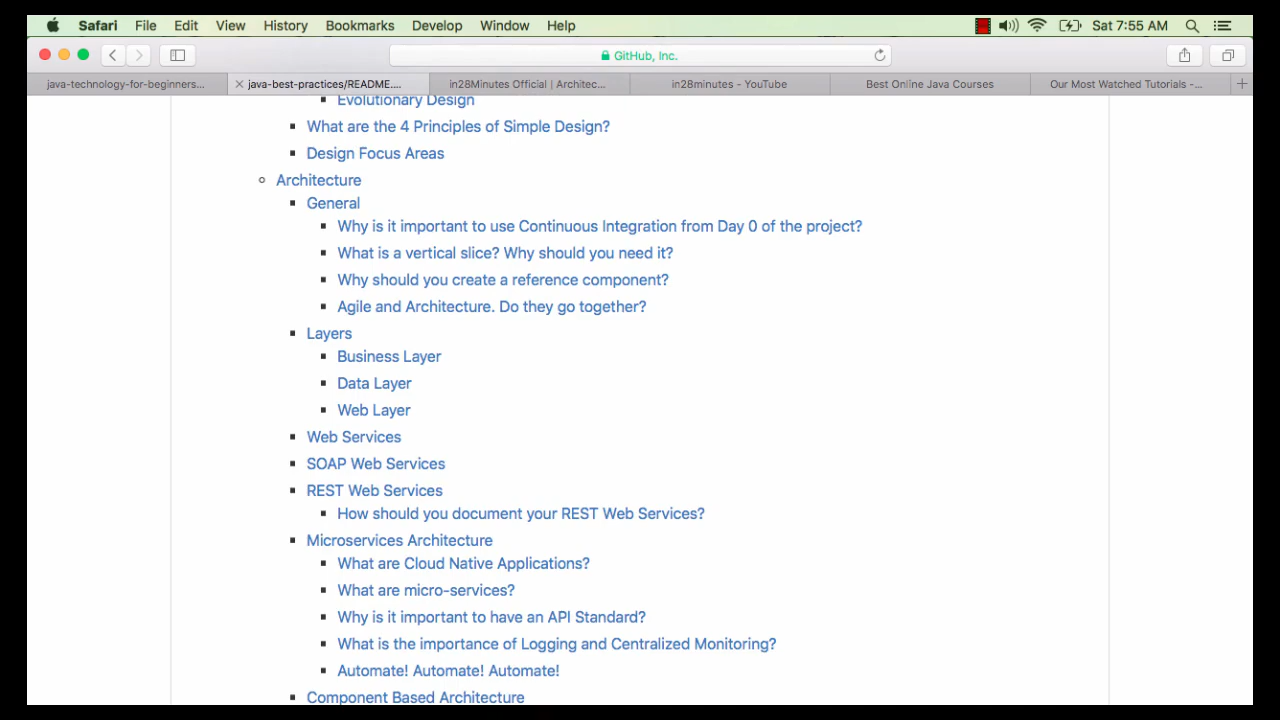 Safari File Edit View History Bookmarks Develop Window Help Sat 7:55 AM
GitHub, Inc.
java-technology-for-beginners... java-best-practices/README.... in28Minutes Official | Architec... in28minutes - YouTube Best Online Java Courses Our Most Watched Tutorials -...
Evolutionary Design
What are the 4 Principles of Simple Design?
Design Focus Areas
Architecture
General
Why is it important to use Continuous Integration from Day 0 of the project?
What is a vertical slice? Why should you need it?
Why should you create a reference component?
Agile and Architecture. Do they go together?
Layers
Business Layer
Data Layer
Web Layer
Web Services
SOAP Web Services
REST Web Services
How should you document your REST Web Services?
Microservices Architecture
What are Cloud Native Applications?
What are micro-services?
Why is it important to have an API Standard?
What is the importance of Logging and Centralized Monitoring?
Automate! Automate! Automate!
Component Based Architecture